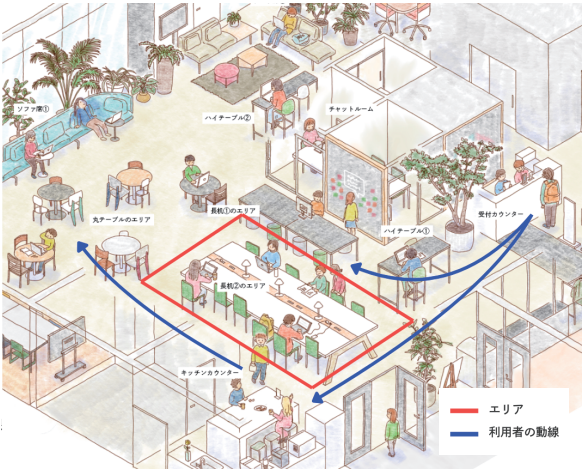 ソファ席①
ハイテーブル②
チャットルーム
丸テーブルのエリア
長机①のエリア
受付カウンター
ハイテーブル①
長机②のエリア
キッチンカウンター
エリア
利用者の動線